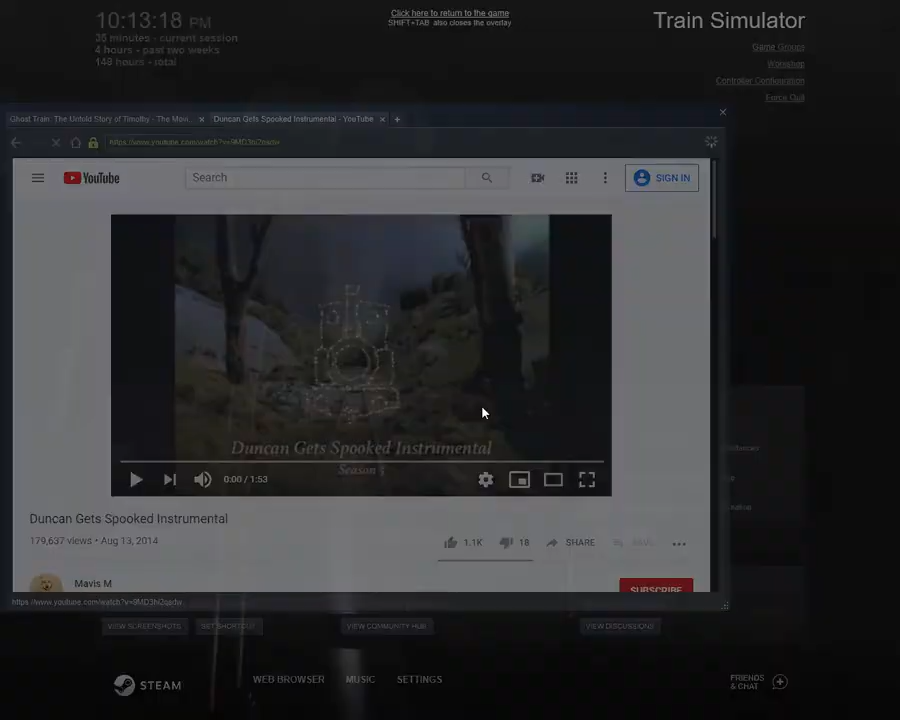 10:13:18 PM
35 minutes - current session
4 hours - past two weeks
148 hours - total
Click here to return to the game
SHIFT+TAB also closes the overlay
Train Simulator
Game Groups
Workshop
Controller Configuration
Force Quit
Ghost Train: The Untold Story of Timothy - The Movi...
Duncan Gets Spooked Instrumental - YouTube
YouTube
Search
SIGN IN
Duncan Gets Spooked Instrumental
Season 5
0:00 / 1:53
Duncan Gets Spooked Instrumental
179,637 views • Aug 13, 2014
1.1K
18
SHARE
SAVE
Mavis M
SUBSCRIBE
VIEW SCREENSHOTS
SET SHORTCUT
VIEW COMMUNITY HUB
VIEW DISCUSSIONS
STEAM
WEB BROWSER
MUSIC
SETTINGS
FRIENDS
& CHAT